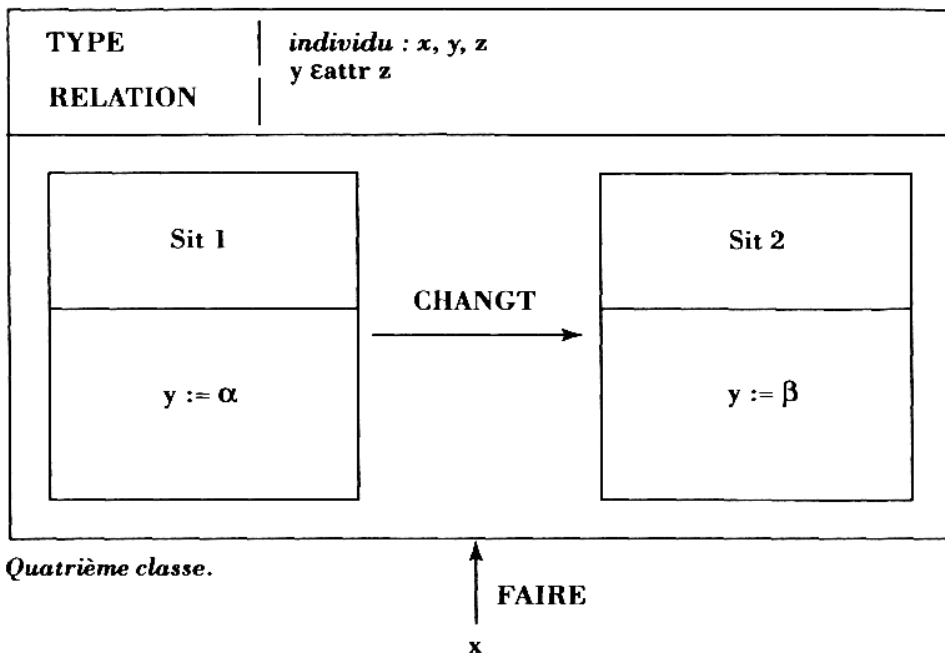 TYPE
individu : x, y, z
y εattr z
RELATION
Sit 1
Sit 2
CHANGT
y := α
y := β
Quatrième classe.
FAIRE
x